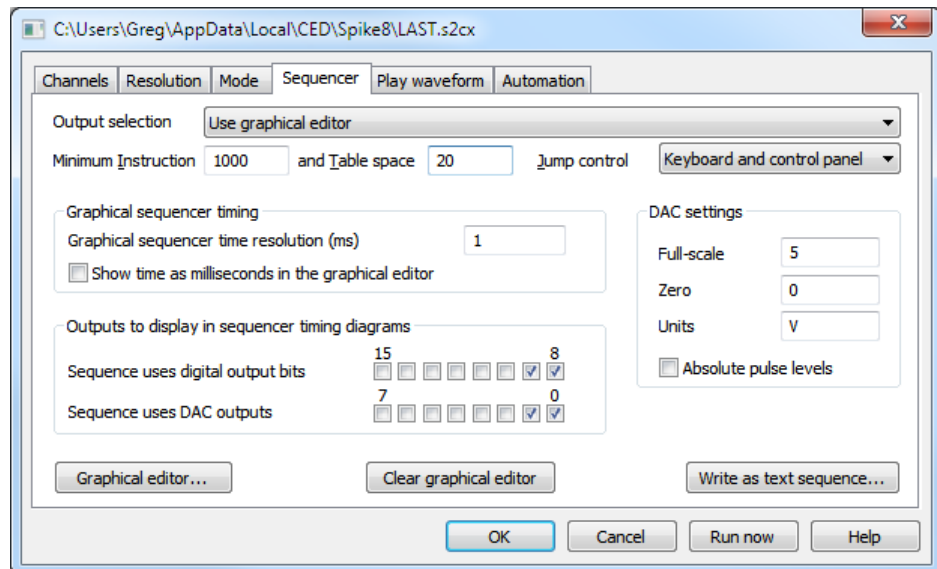 C:\Users\Greg\AppData\Local\CED\Spike8\LAST.s2cx
Channels Resolution Mode Sequencer Play waveform Automation
Output selection Use graphical editor
Minimum Instruction 1000 and Table space 20 Jump control Keyboard and control panel
Graphical sequencer timing
Graphical sequencer time resolution (ms) 1
Show time as milliseconds in the graphical editor
DAC settings
Full-scale 5
Zero 0
Units V
Absolute pulse levels
Outputs to display in sequencer timing diagrams
15 8
Sequence uses digital output bits
7 0
Sequence uses DAC outputs
Graphical editor... Clear graphical editor Write as text sequence...
OK Cancel Run now Help